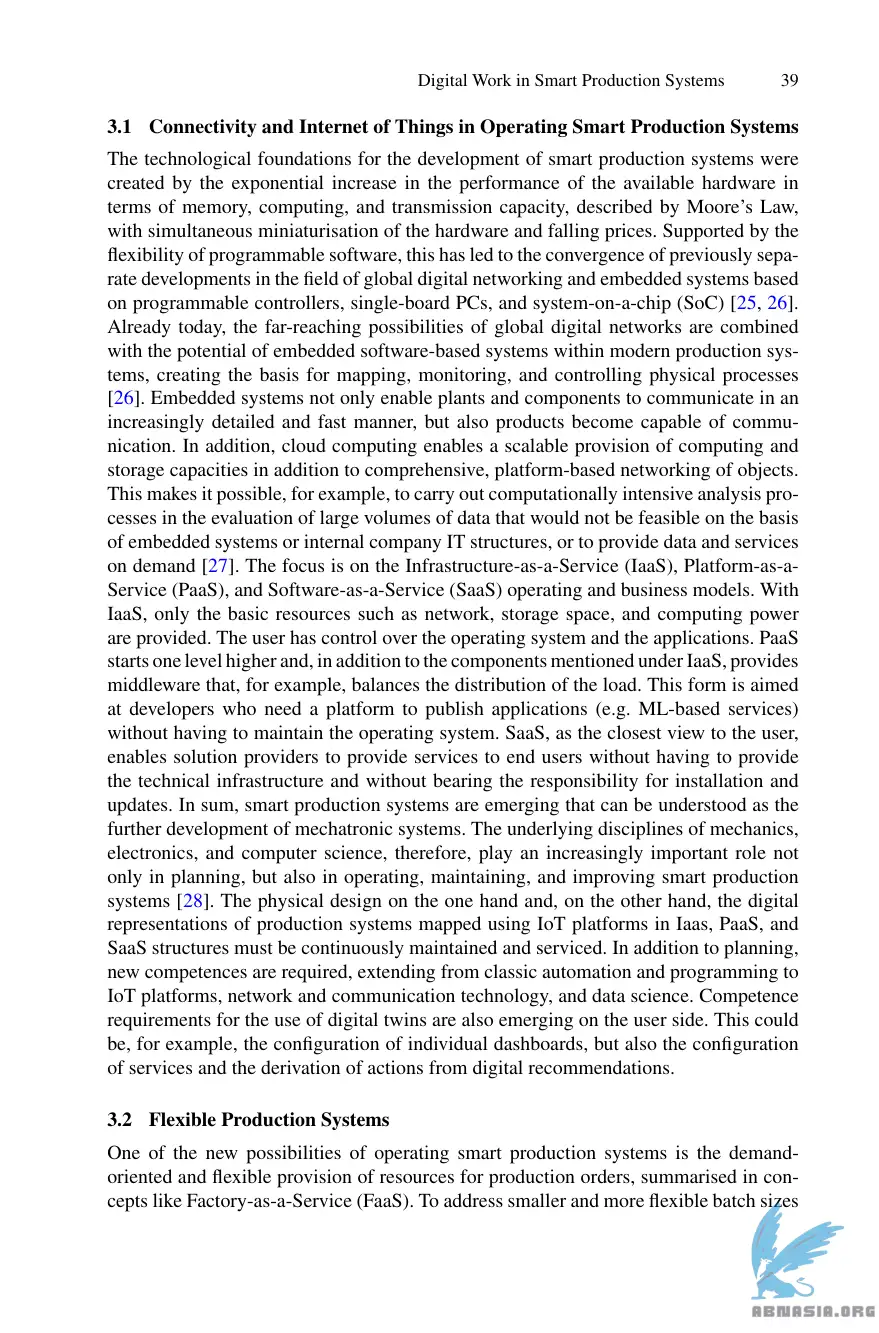 Digital Work in Smart Production Systems 39
3.1 Connectivity and Internet of Things in Operating Smart Production Systems
The technological foundations for the development of smart production systems were
created by the exponential increase in the performance of the available hardware in
terms of memory, computing, and transmission capacity, described by Moore's Law,
with simultaneous miniaturisation of the hardware and falling prices. Supported by the
flexibility of programmable software, this has led to the convergence of previously sepa-
rate developments in the field of global digital networking and embedded systems based
on programmable controllers, single-board PCs, and system-on-a-chip (SoC) [25, 26].
Already today, the far-reaching possibilities of global digital networks are combined
with the potential of embedded software-based systems within modern production sys-
tems, creating the basis for mapping, monitoring, and controlling physical processes
[26]. Embedded systems not only enable plants and components to communicate in an
increasingly detailed and fast manner, but also products become capable of commu-
nication. In addition, cloud computing enables a scalable provision of computing and
storage capacities in addition to comprehensive, platform-based networking of objects.
This makes it possible, for example, to carry out computationally intensive analysis pro-
cesses in the evaluation of large volumes of data that would not be feasible on the basis
of embedded systems or internal company IT structures, or to provide data and services
on demand [27]. The focus is on the Infrastructure-as-a-Service (IaaS), Platform-as-a-
Service (PaaS), and Software-as-a-Service (SaaS) operating and business models. With
IaaS, only the basic resources such as network, storage space, and computing power
are provided. The user has control over the operating system and the applications. PaaS
starts one level higher and, in addition to the components mentioned under IaaS, provides
middleware that, for example, balances the distribution of the load. This form is aimed
at developers who need a platform to publish applications (e.g. ML-based services)
without having to maintain the operating system. SaaS, as the closest view to the user,
enables solution providers to provide services to end users without having to provide
the technical infrastructure and without bearing the responsibility for installation and
updates. In sum, smart production systems are emerging that can be understood as the
further development of mechatronic systems. The underlying disciplines of mechanics,
electronics, and computer science, therefore, play an increasingly important role not
only in planning, but also in operating, maintaining, and improving smart production
systems [28]. The physical design on the one hand and, on the other hand, the digital
representations of production systems mapped using IoT platforms in Iaas, PaaS, and
SaaS structures must be continuously maintained and serviced. In addition to planning,
new competences are required, extending from classic automation and programming to
IoT platforms, network and communication technology, and data science. Competence
requirements for the use of digital twins are also emerging on the user side. This could
be, for example, the configuration of individual dashboards, but also the configuration
of services and the derivation of actions from digital recommendations.
3.2 Flexible Production Systems
One of the new possibilities of operating smart production systems is the demand-
oriented and flexible provision of resources for production orders, summarised in con-
cepts like Factory-as-a-Service (FaaS). To address smaller and more flexible batch sizes
ABNASIA.ORG